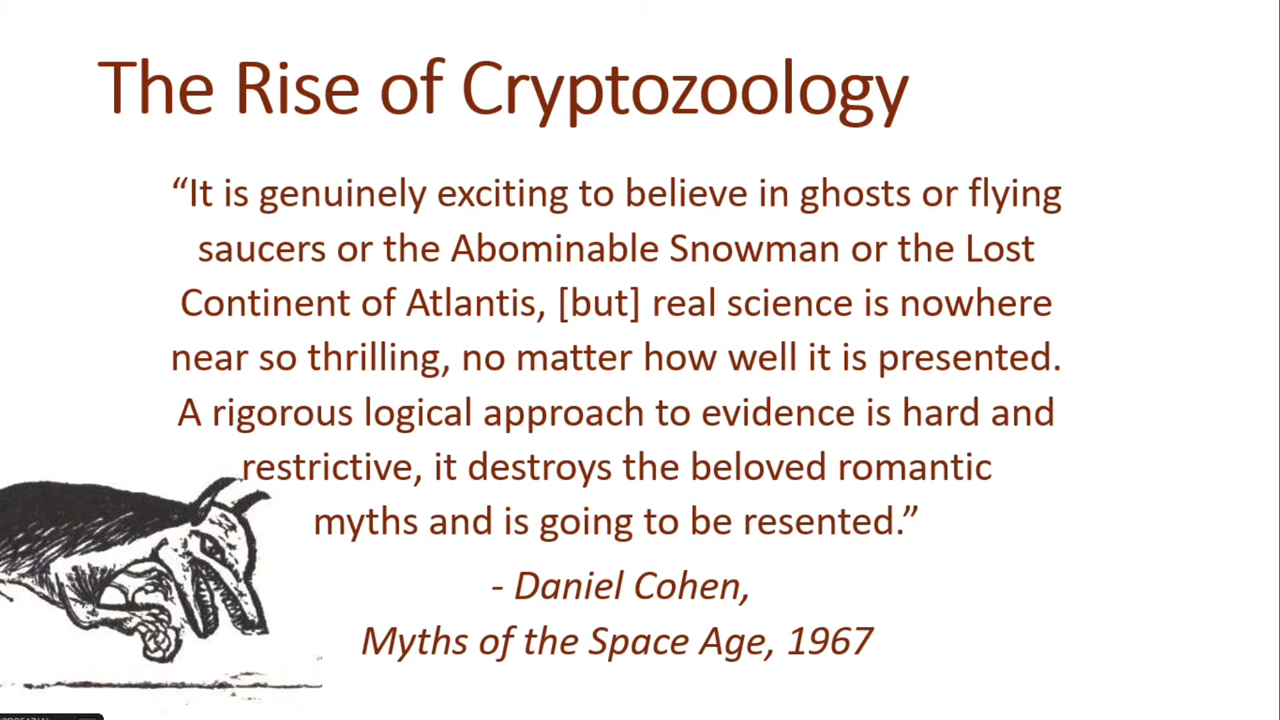 The Rise of Cryptozoology
“It is genuinely exciting to believe in ghosts or flying
saucers or the Abominable Snowman or the Lost
Continent of Atlantis, [but] real science is nowhere
near so thrilling, no matter how well it is presented.
A rigorous logical approach to evidence is hard and
restrictive, it destroys the beloved romantic
myths and is going to be resented.”
- Daniel Cohen,
Myths of the Space Age, 1967